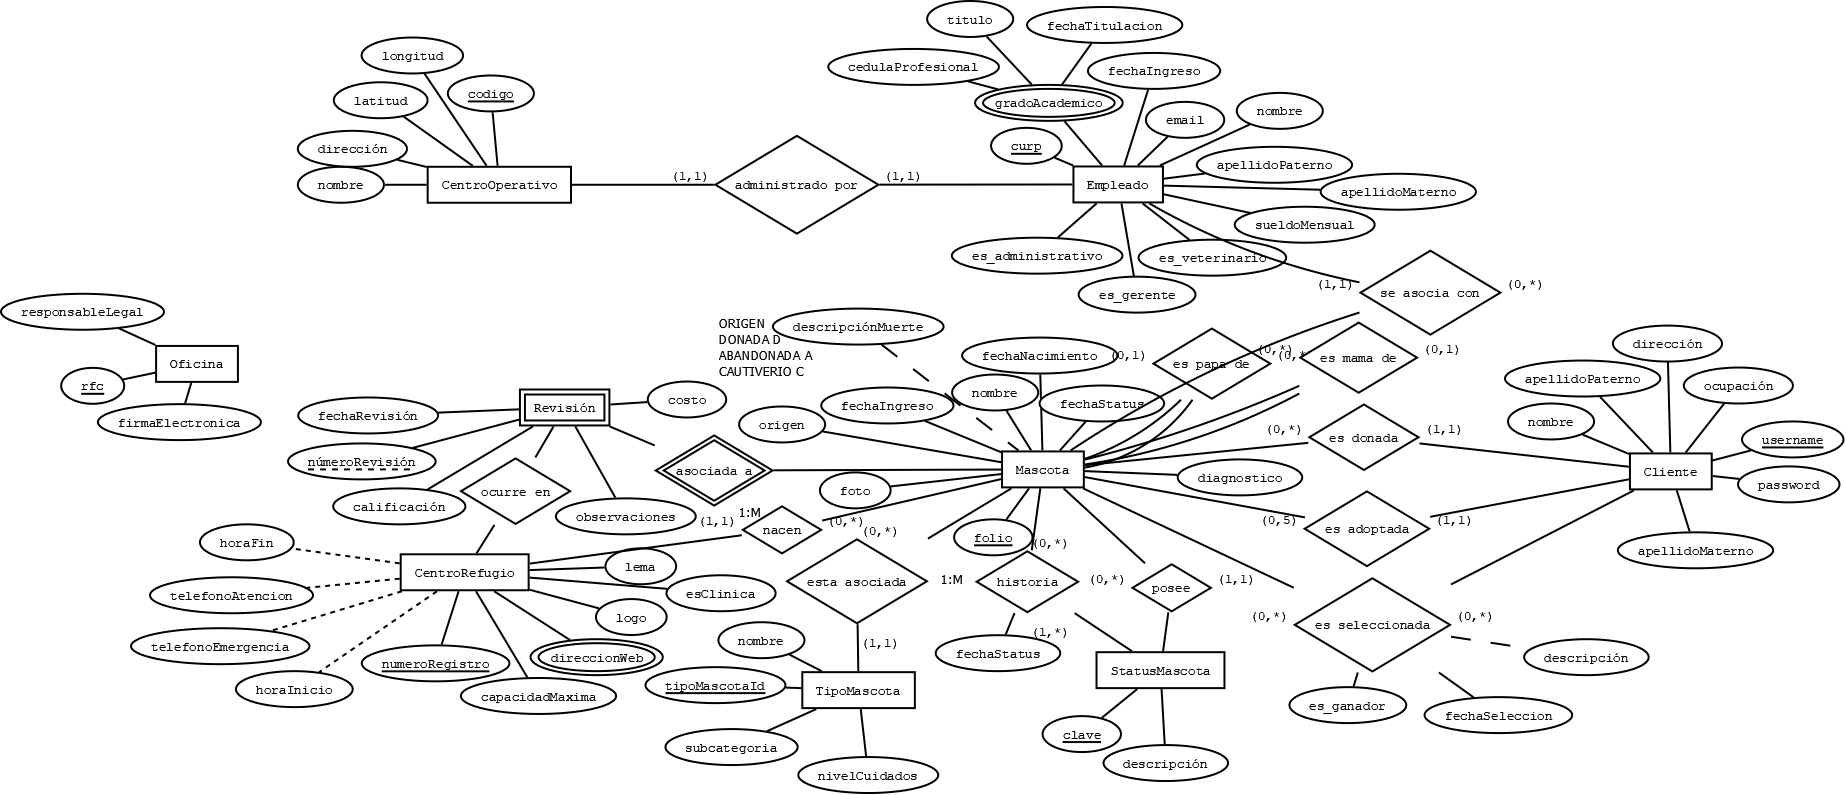 titulo
fechaTitulacion
longitud
cedulaProfesional
fechaIngreso
latitud
codigo
gradoAcademico
email
nombre
dirección
curp
apellidoPaterno
nombre
CentroOperativo
(1,1)
administrado por
(1,1)
Empleado
apellidoMaterno
sueldoMensual
es_administrativo
es_veterinario
es_gerente
(1,1)
se asocia con
(0,*)
responsableLegal
Oficina
rfc
firmaElectronica
ORIGEN
DONADA D
ABANDONADA A
CAUTIVERIO C
descripciónMuerte
fechaNacimiento
(0,1)
es papa de
(0,*)
(0,*
es mama de
(0,1)
dirección
apellidoPaterno
ocupación
nombre
username
Cliente
password
apellidoMaterno
nombre
fechaStatus
fechaIngreso
origen
costo
Revisión
fechaRevisión
númeroRevisión
calificación
ocurre en
observaciones
asociada a
Mascota
foto
folio
diagnostico
(0,*)
es donada
(1,1)
(0,5)
es adoptada
(1,1)
(1,1)
1:M
nacen
(0,*)
(0,*)
(0,*)
horaFin
CentroRefugio
lema
telefonoAtencion
esClinica
logo
telefonoEmergencia
direccionWeb
numeroRegistro
horaInicio
capacidadMaxima
esta asociada
1:M
historia
(0,*)
posee
(1,1)
(1,1)
(1,*)
fechaStatus
nombre
tipoMascotaId
TipoMascota
subcategoria
nivelCuidados
StatusMascota
clave
descripción
(0,*)
es seleccionada
(0,*)
descripción
es_ganador
fechaSeleccion